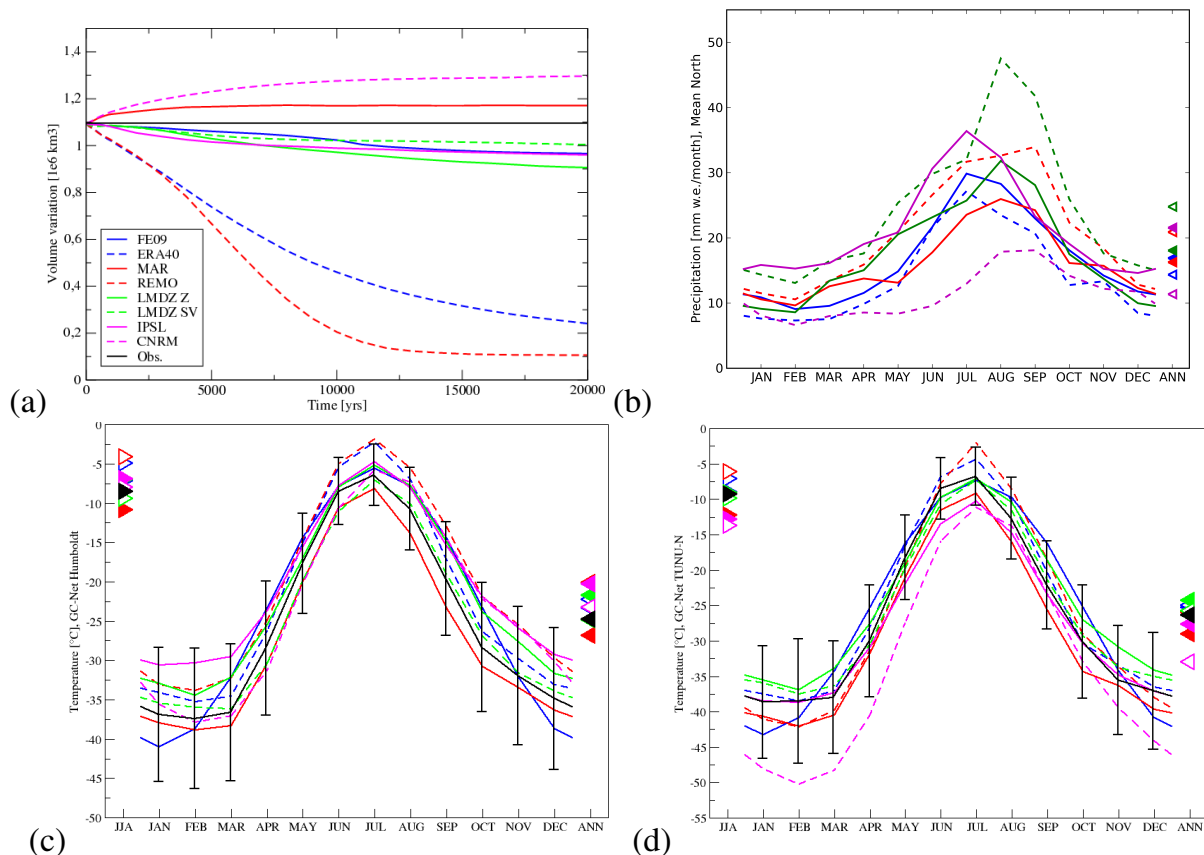 1,4
1,2
1
0,8
0,6
0,4
0,2
0
Volume variation [1e6 km3]
FE09
ERA40
MAR
REMO
LMDZ Z
LMDZ SV
IPSL
CNRM
Obs.
0 5000 10000 15000 20000
Time [yrs]
(a)
50
40
30
20
10
0
Precipitation [mm w.e./month], Mean North
JAN FEB MAR APR MAY JUN JUL AUG SEP OCT NOV DEC ANN
(b)
0
-5
-10
-15
-20
-25
-30
-35
-40
-45
-50
Temperature [°C], GC-Net Humboldt
JJA JAN FEB MAR APR MAY JUN JUL AUG SEP OCT NOV DEC ANN
(c)
0
-5
-10
-15
-20
-25
-30
-35
-40
-45
-50
-55
Temperature [°C], GC-Net TUNU-N
JJA JAN FEB MAR APR MAY JUN JUL AUG SEP OCT NOV DEC ANN
(d)